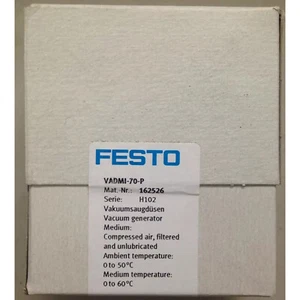 FESTO
VADMI-70-P
Mat. Nr.: 162526
Serie: H102
Vakuumsaugdüsen
Vacuum generator
Medium:
Compressed air, filtered
and unlubricated
Ambient temperature:
0 to 50°C
Medium temperature:
0 to 60°C